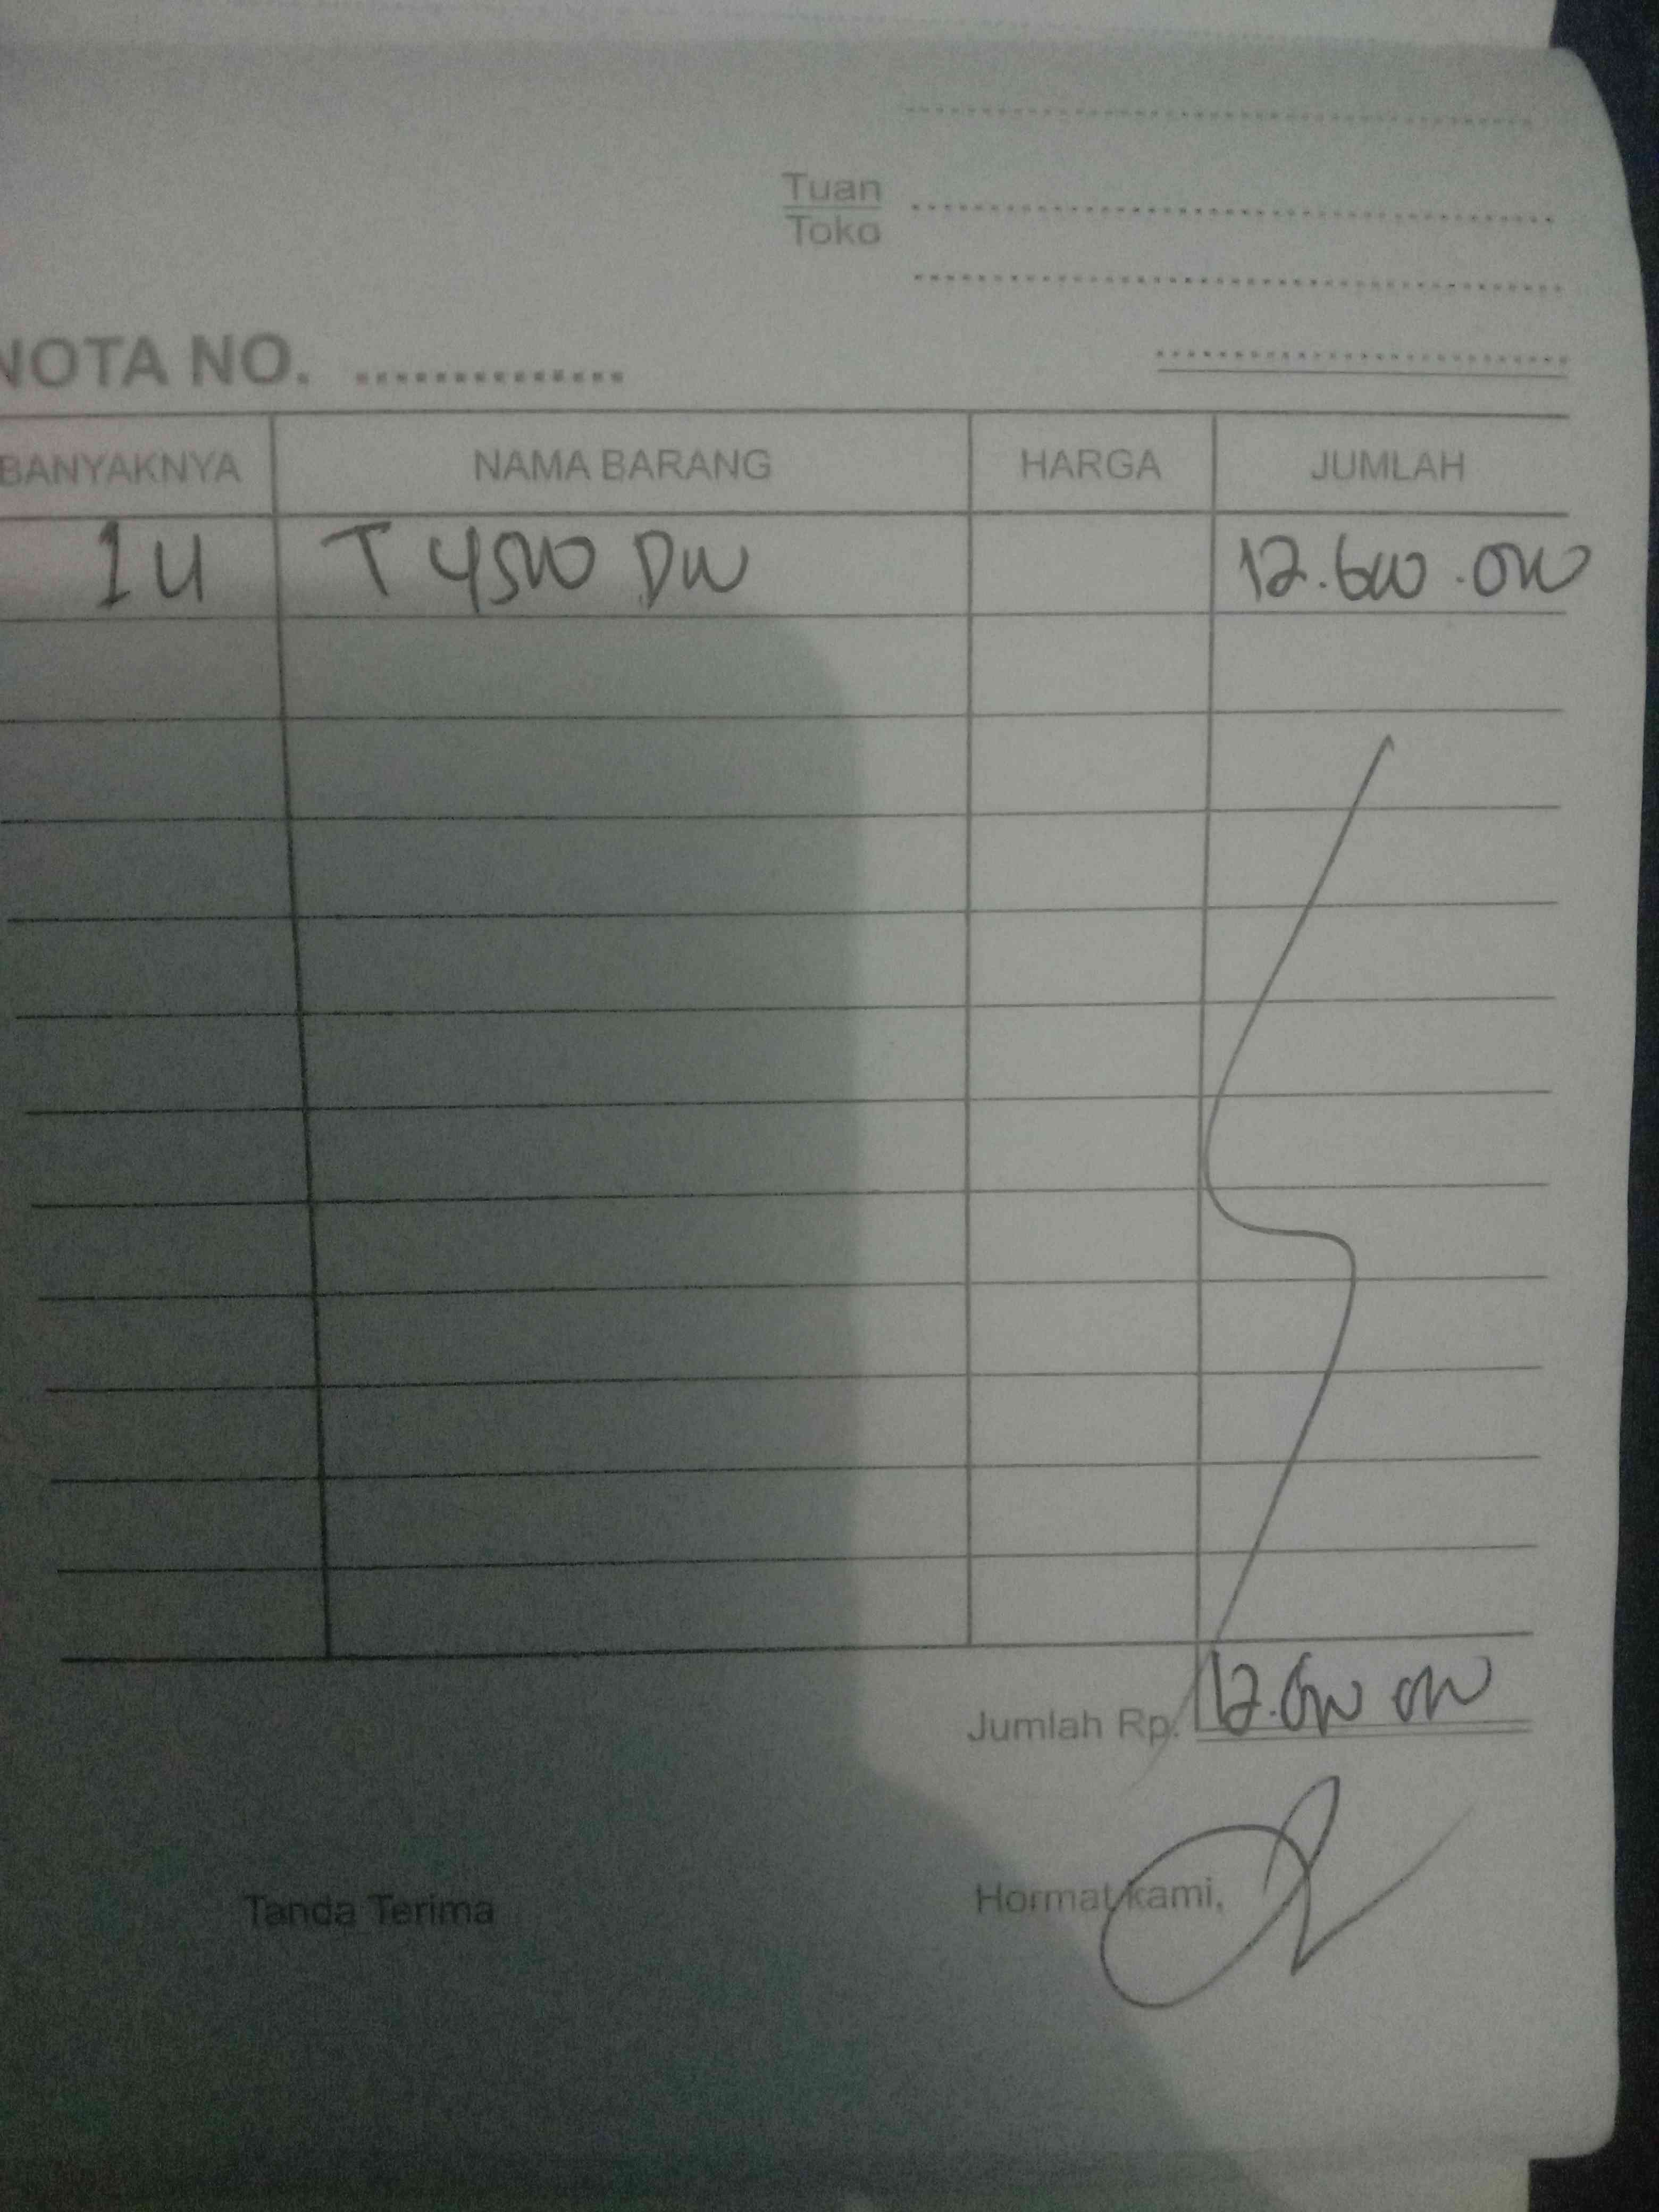 Tuan
Toko
NOTA NO.
BANYAKNYA NAMA BARANG HARGA JUMLAH
1 U T 4500 DW 12.600.000
Jumlah Rp. 12.600 000
Tanda Terima Hormat kami,